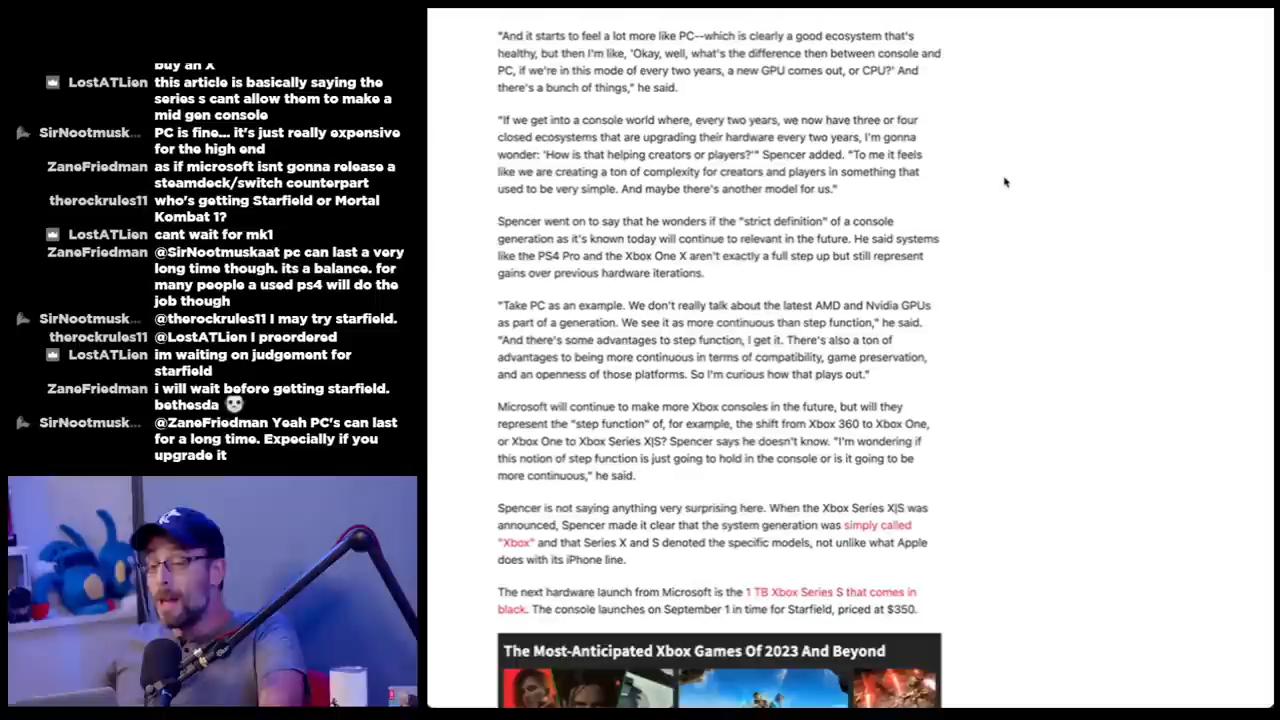 buy an X
LostATLien this article is basically saying the
series s cant allow them to make a
mid gen console
SirNootmusk... PC is fine... it's just really expensive
for the high end
ZaneFriedman as if microsoft isnt gonna release a
steamdeck/switch counterpart
therockrules11 who's getting Starfield or Mortal
Kombat 1?
LostATLien cant wait for mk1
ZaneFriedman @SirNootmuskaat pc can last a very
long time though. its a balance. for
many people a used ps4 will do the
job though
SirNootmusk... @therockrules11 I may try starfield.
therockrules11 @LostATLien I preordered
LostATLien im waiting on judgement for
starfield
ZaneFriedman i will wait before getting starfield.
bethesda
SirNootmusk... @ZaneFriedman Yeah PC's can last
for a long time. Expecially if you
upgrade it
"And it starts to feel a lot more like PC--which is clearly a good ecosystem that's
healthy, but then I'm like, 'Okay, well, what's the difference then between console and
PC, if we're in this mode of every two years, a new GPU comes out, or CPU?' And
there's a bunch of things," he said.
"If we get into a console world where, every two years, we now have three or four
closed ecosystems that are upgrading their hardware every two years, I'm gonna
wonder: 'How is that helping creators or players?'" Spencer added. "To me it feels
like we are creating a ton of complexity for creators and players in something that
used to be very simple. And maybe there's another model for us."
Spencer went on to say that he wonders if the "strict definition" of a console
generation as it's known today will continue to relevant in the future. He said systems
like the PS4 Pro and the Xbox One X aren't exactly a full step up but still represent
gains over previous hardware iterations.
"Take PC as an example. We don't really talk about the latest AMD and Nvidia GPUs
as part of a generation. We see it as more continuous than step function," he said.
"And there's some advantages to step function, I get it. There's also a ton of
advantages to being more continuous in terms of compatibility, game preservation,
and an openness of those platforms. So I'm curious how that plays out."
Microsoft will continue to make more Xbox consoles in the future, but will they
represent the "step function" of, for example, the shift from Xbox 360 to Xbox One,
or Xbox One to Xbox Series X|S? Spencer says he doesn't know. "I'm wondering if
this notion of step function is just going to hold in the console or is it going to be
more continuous," he said.
Spencer is not saying anything very surprising here. When the Xbox Series X|S was
announced, Spencer made it clear that the system generation was simply called
"Xbox" and that Series X and S denoted the specific models, not unlike what Apple
does with its iPhone line.
The next hardware launch from Microsoft is the 1 TB Xbox Series S that comes in
black. The console launches on September 1 in time for Starfield, priced at $350.
The Most-Anticipated Xbox Games Of 2023 And Beyond